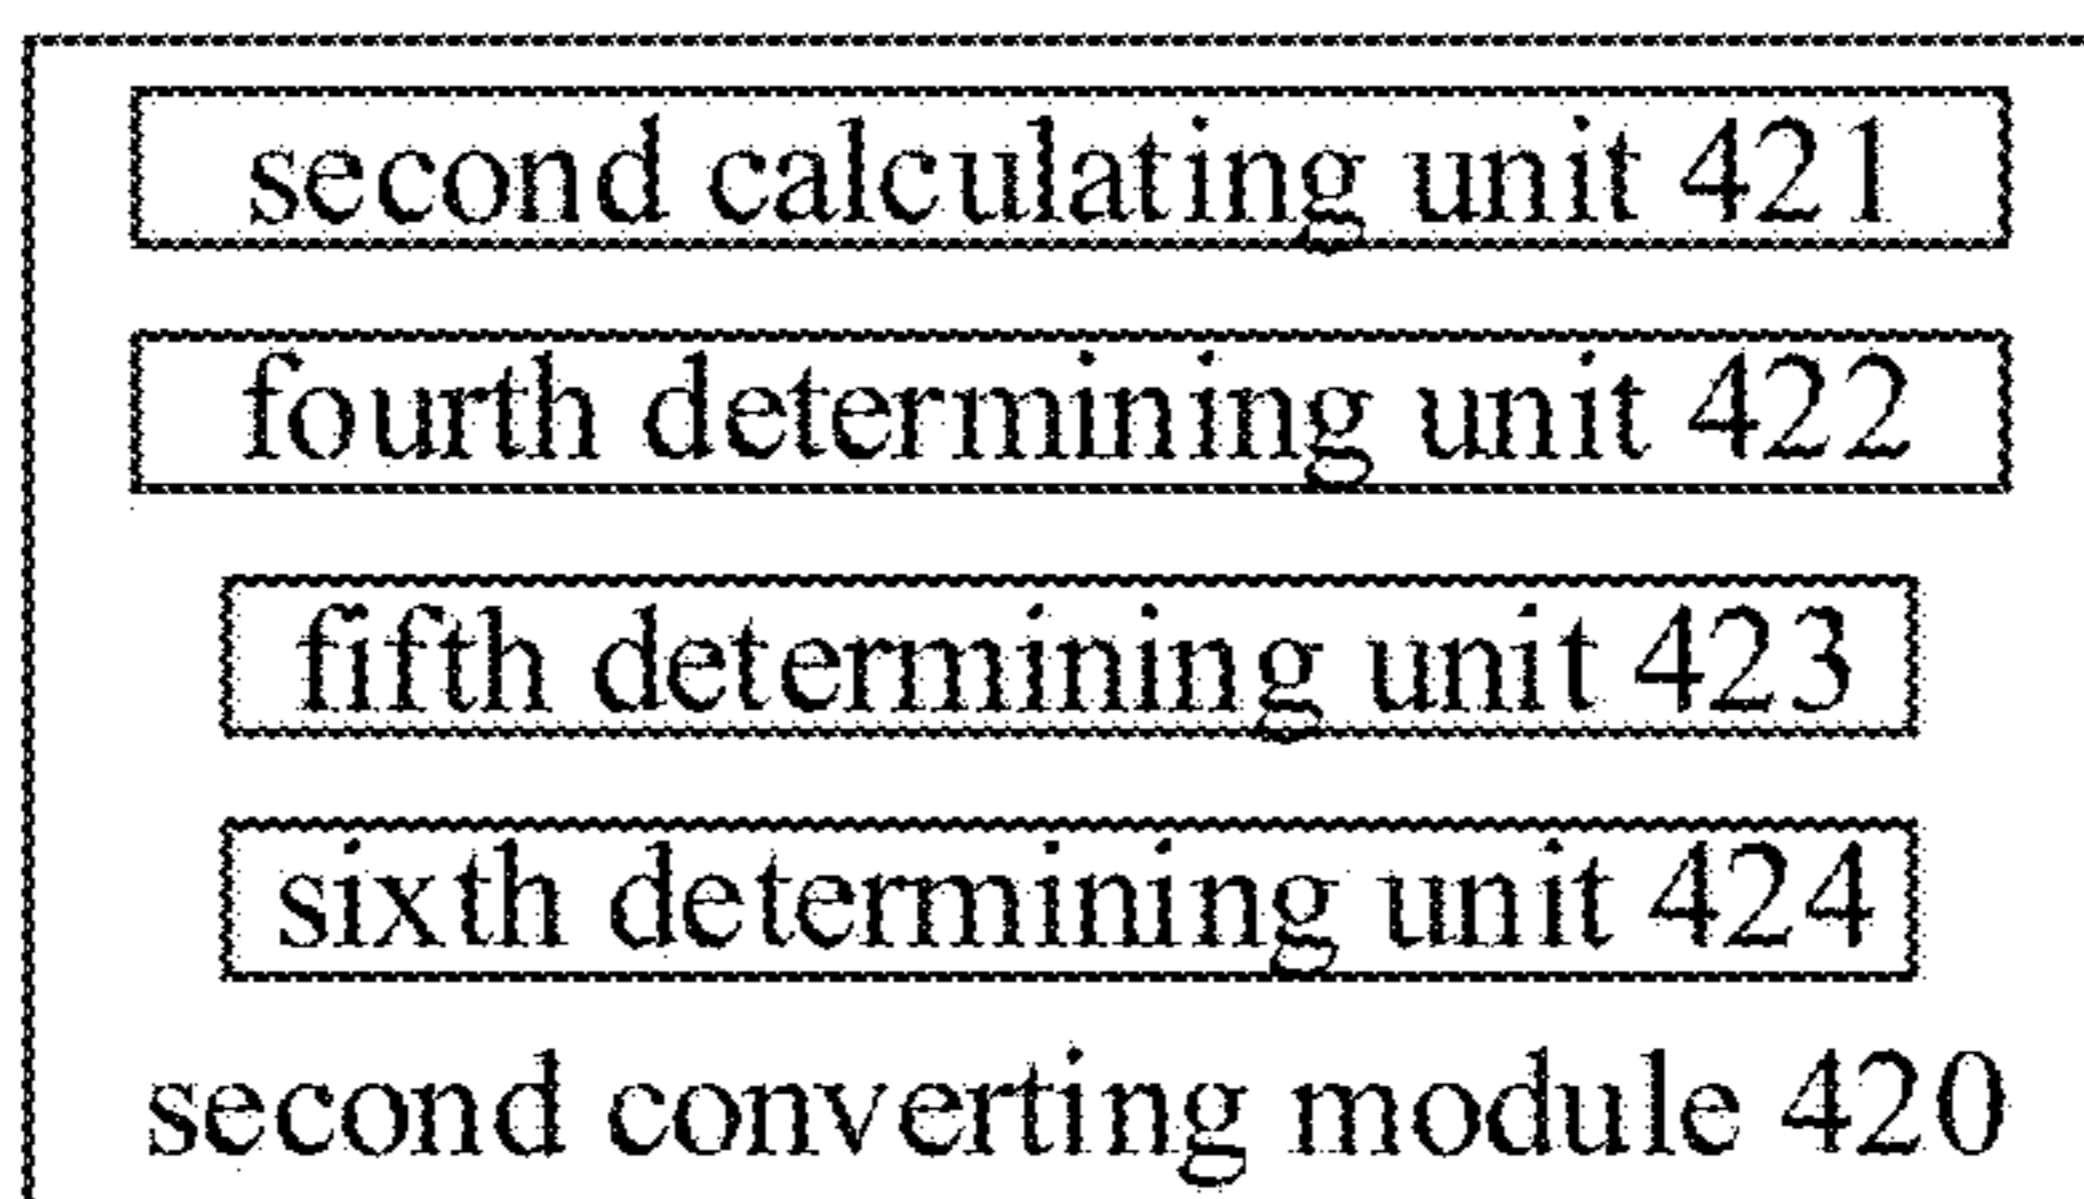 second calculating unit 421
fourth determining unit 422
fifth determining unit 423
sixth determining unit 424
second converting module 420